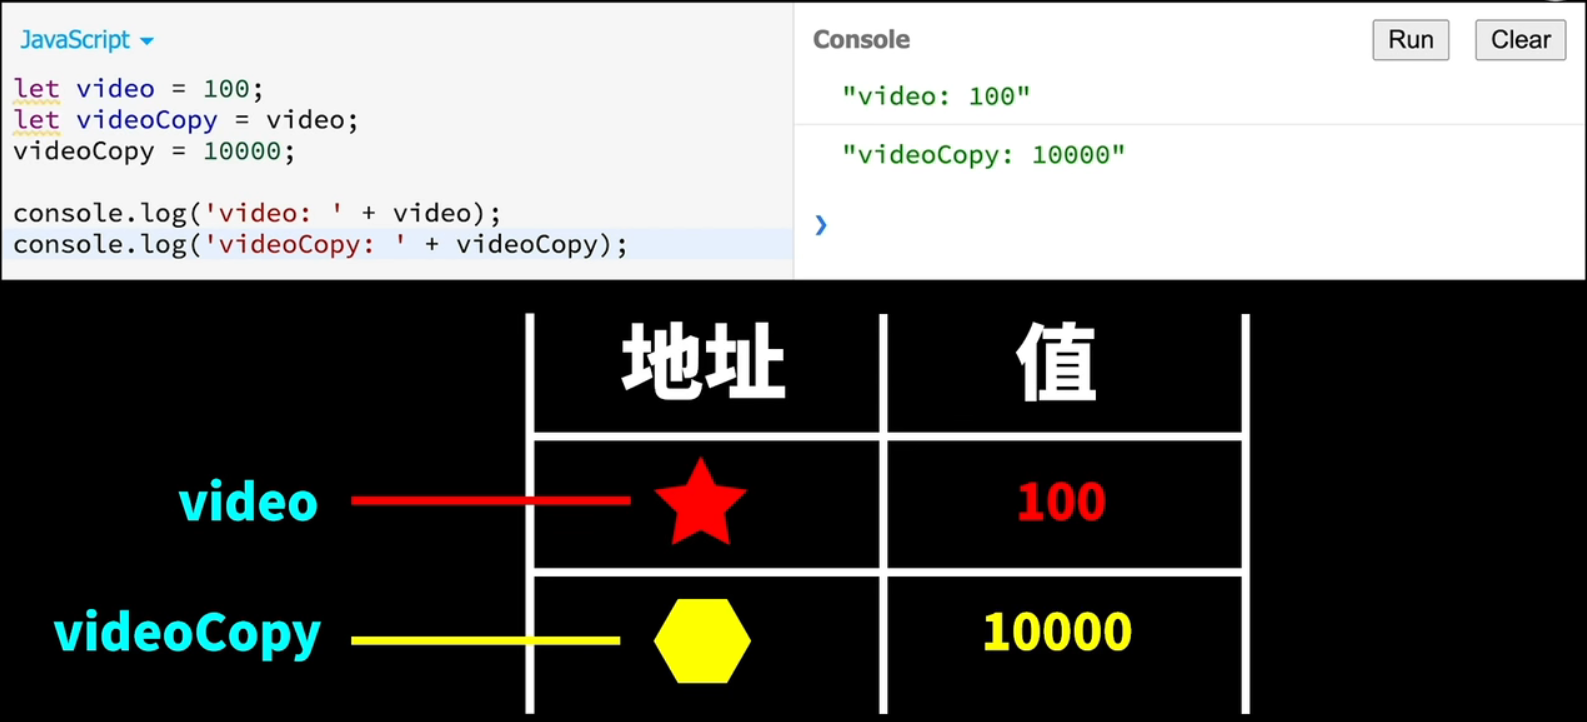 JavaScript
let video = 100;
let videoCopy = video;
videoCopy = 10000;
console.log('video: ' + video);
console.log('videoCopy: ' + videoCopy);
Console
Run
Clear
"video: 100"
"videoCopy: 10000"
地址 值
video 100
videoCopy 10000